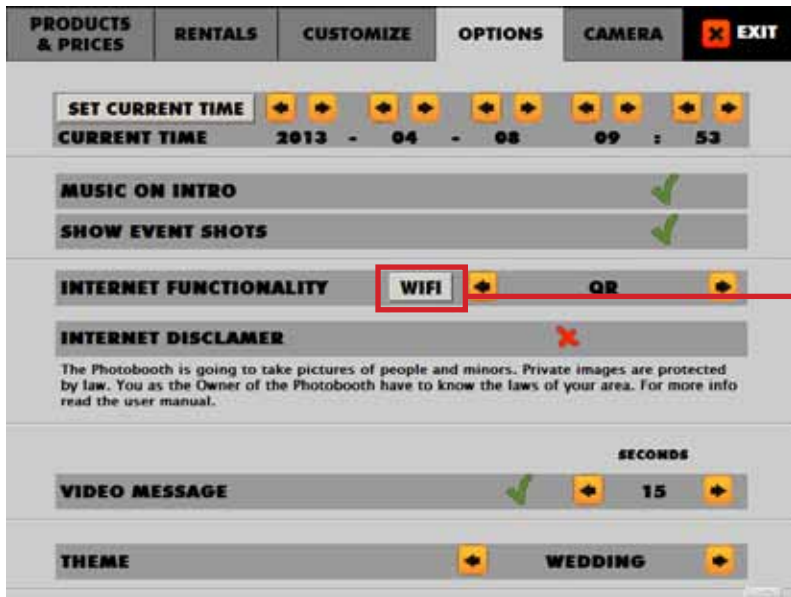 PRODUCTS & PRICES RENTALS CUSTOMIZE OPTIONS CAMERA X EXIT
SET CURRENT TIME
CURRENT TIME 2013 - 04 - 08 09 : 53
MUSIC ON INTRO
SHOW EVENT SHOTS
INTERNET FUNCTIONALITY WIFI QR
INTERNET DISCLAMER
The Photobooth is going to take pictures of people and minors. Private images are protected
by law. You as the Owner of the Photobooth have to know the laws of your area. For more info
read the user manual.
SECONDS
VIDEO MESSAGE 15
THEME WEDDING